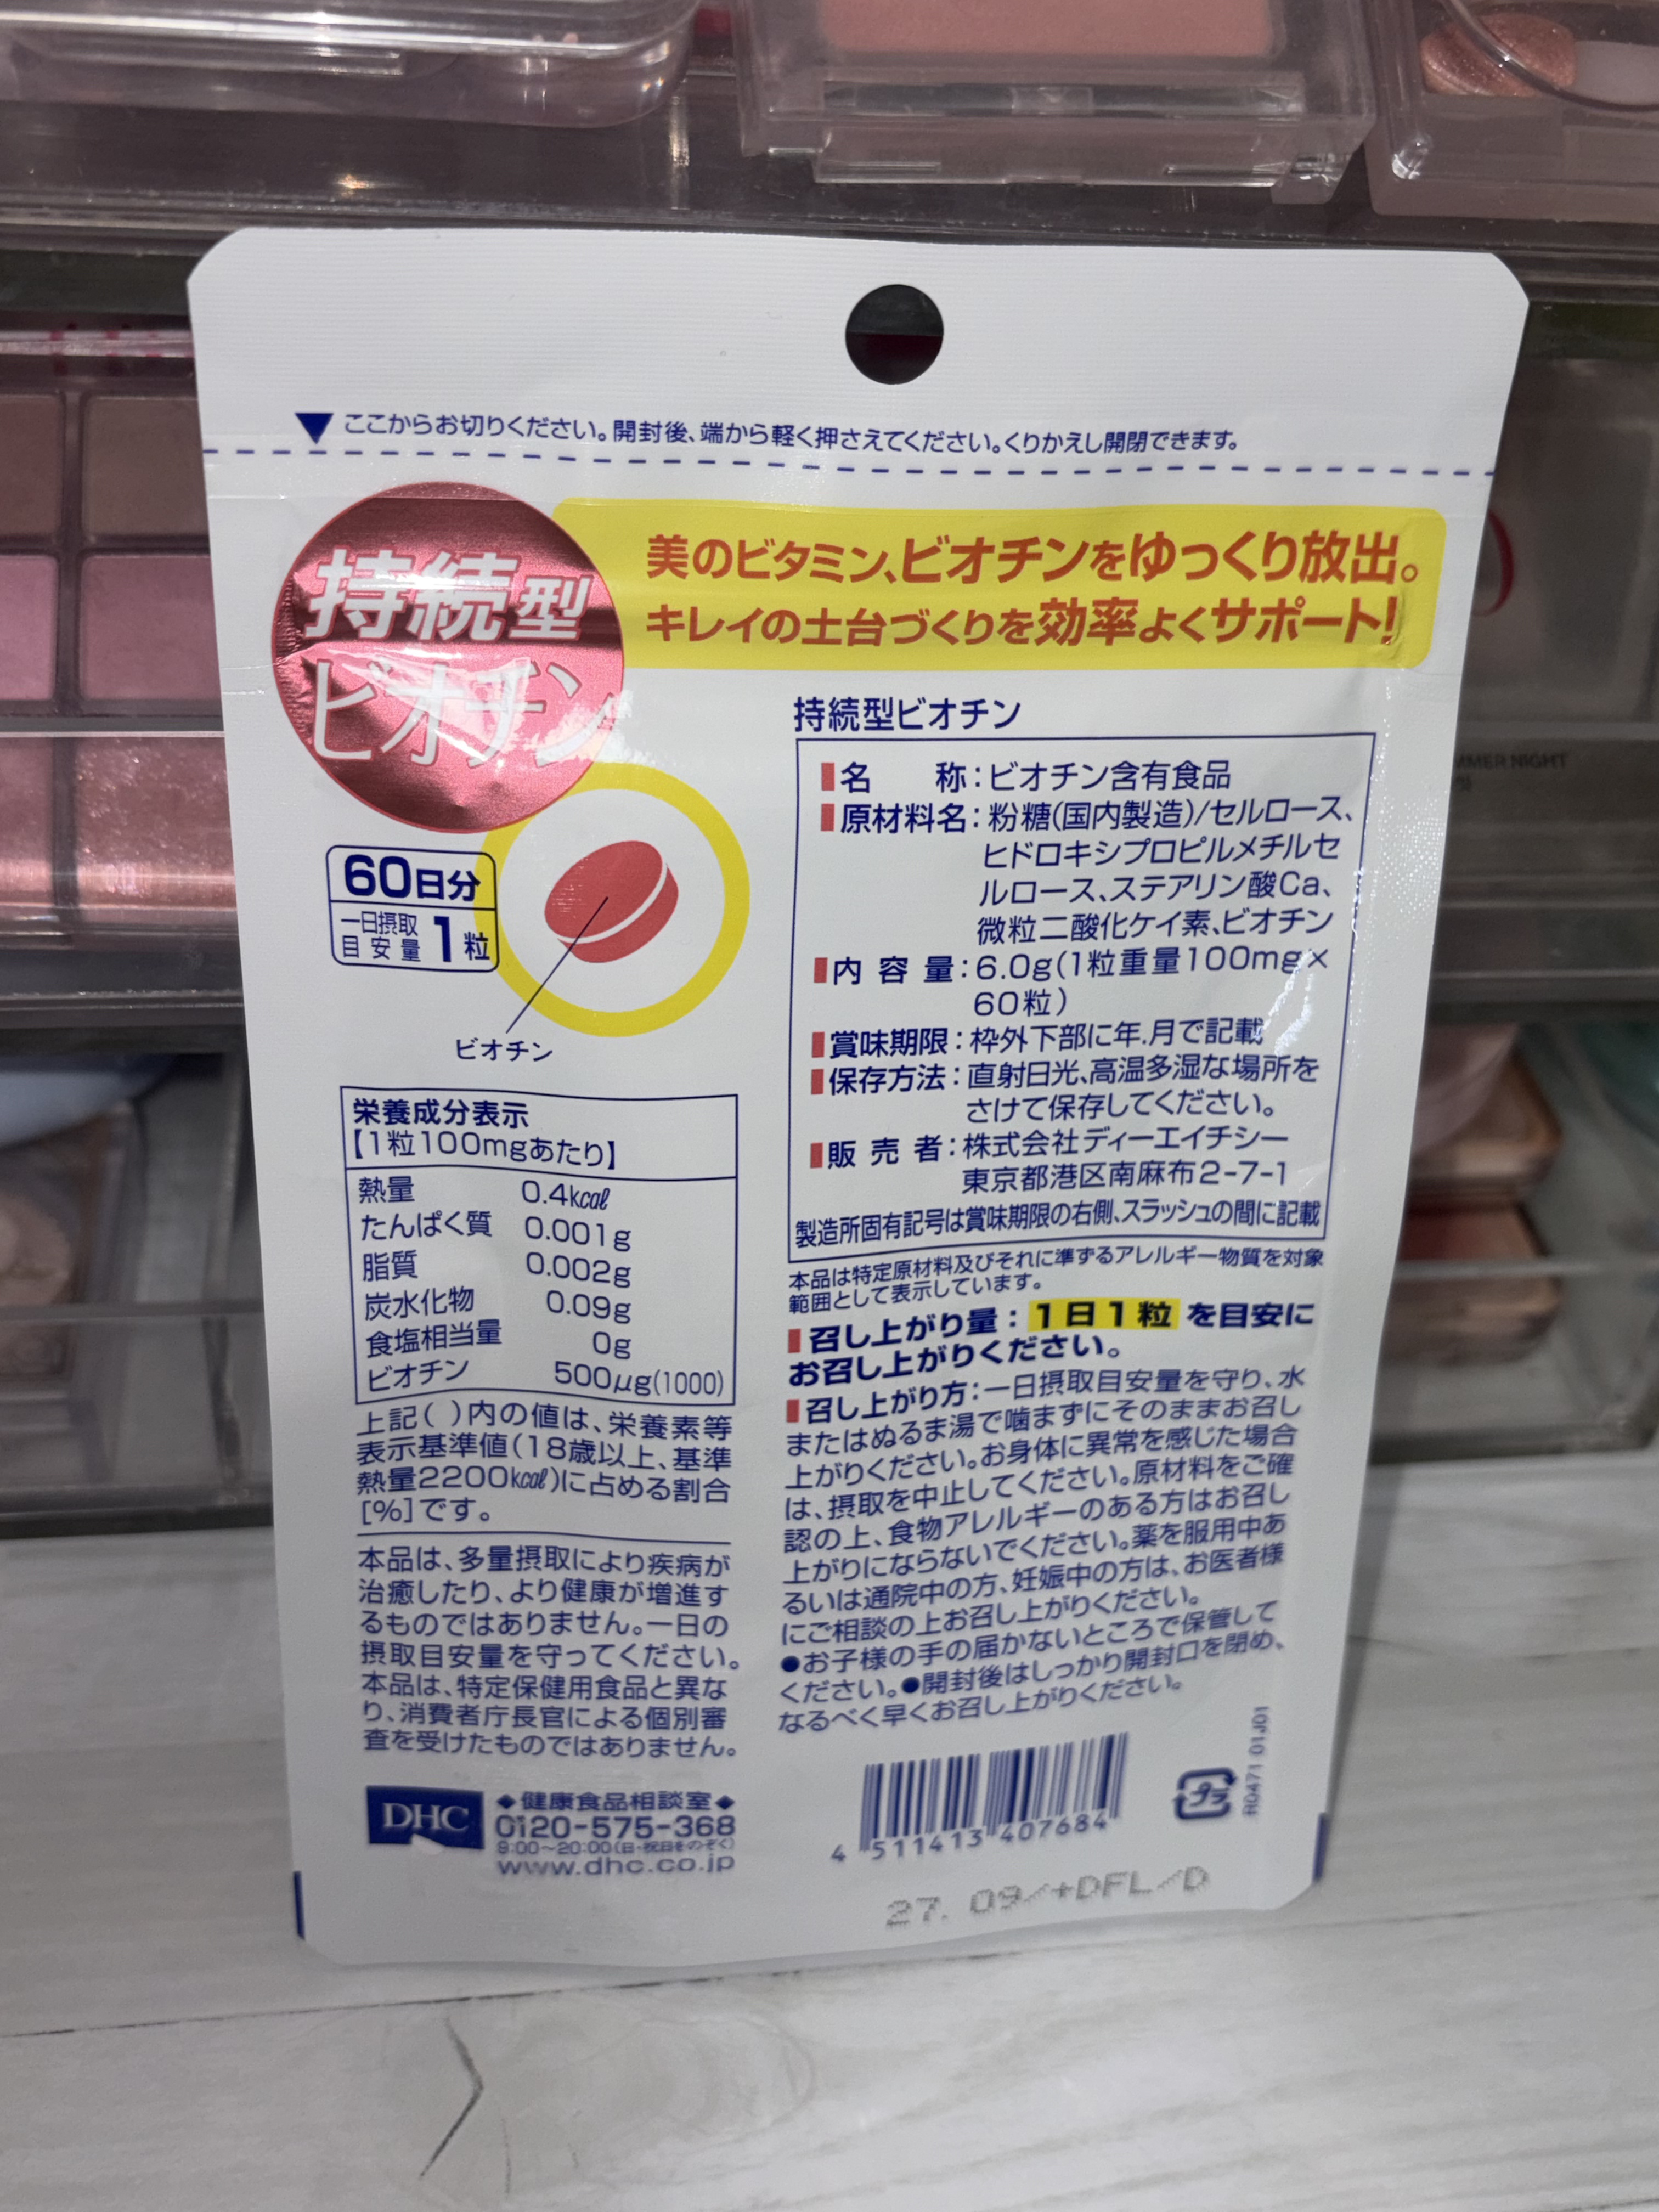 ▼ここからお切りください。開封後、端から軽く押さえてください。くりかえし開閉できます。
持続型
ビオチン
美のビタミン、ビオチンをゆっくり放出。
キレイの土台づくりを効率よくサポート!
60日分
一日摂取
目安量 1粒
ビオチン
栄養成分表示
【1粒100mgあたり】
熱量 0.4kcal
たんぱく質 0.001g
脂質 0.002g
炭水化物 0.09g
食塩相当量 0g
ビオチン 500μg(1000)
上記( )内の値は、栄養素等
表示基準値(18歳以上、基準
熱量2200kcal)に占める割合
[%]です。
本品は、多量摂取により疾病が
治癒したり、より健康が増進す
るものではありません。一日の
摂取目安量を守ってください。
本品は、特定保健用食品と異な
り、消費者庁長官による個別審
査を受けたものではありません。
DHC
◆健康食品相談室◆
0120-575-368
9:00〜20:00(日・祝日をのぞく)
www.dhc.co.jp
持続型ビオチン
名 称:ビオチン含有食品
原材料名:粉糖(国内製造)/セルロース、
ヒドロキシプロピルメチルセ
ルロース、ステアリン酸Ca、
微粒二酸化ケイ素、ビオチン
内容量:6.0g(1粒重量100mg×
60粒)
賞味期限:枠外下部に年.月で記載
保存方法:直射日光、高温多湿な場所を
さけて保存してください。
販売者:株式会社ディーエイチシー
東京都港区南麻布2-7-1
製造所固有記号は賞味期限の右側、スラッシュの間に記載
本品は特定原材料及びそれに準ずるアレルギー物質を対象
範囲として表示しています。
召し上がり量:1日1粒を目安に
お召し上がりください。
召し上がり方:一日摂取目安量を守り、水
またはぬるま湯で噛まずにそのままお召し
上がりください。お身体に異常を感じた場合
は、摂取を中止してください。原材料をご確
認の上、食物アレルギーのある方はお召し
上がりにならないでください。薬を服用中あ
るいは通院中の方、妊娠中の方は、お医者様
にご相談の上お召し上がりください。
●お子様の手の届かないところで保管して
ください。●開封後はしっかり開封口を閉め、
なるべく早くお召し上がりください。
4 511413 407684
プラ
R0471 01J01
27. 09/+DFL/D